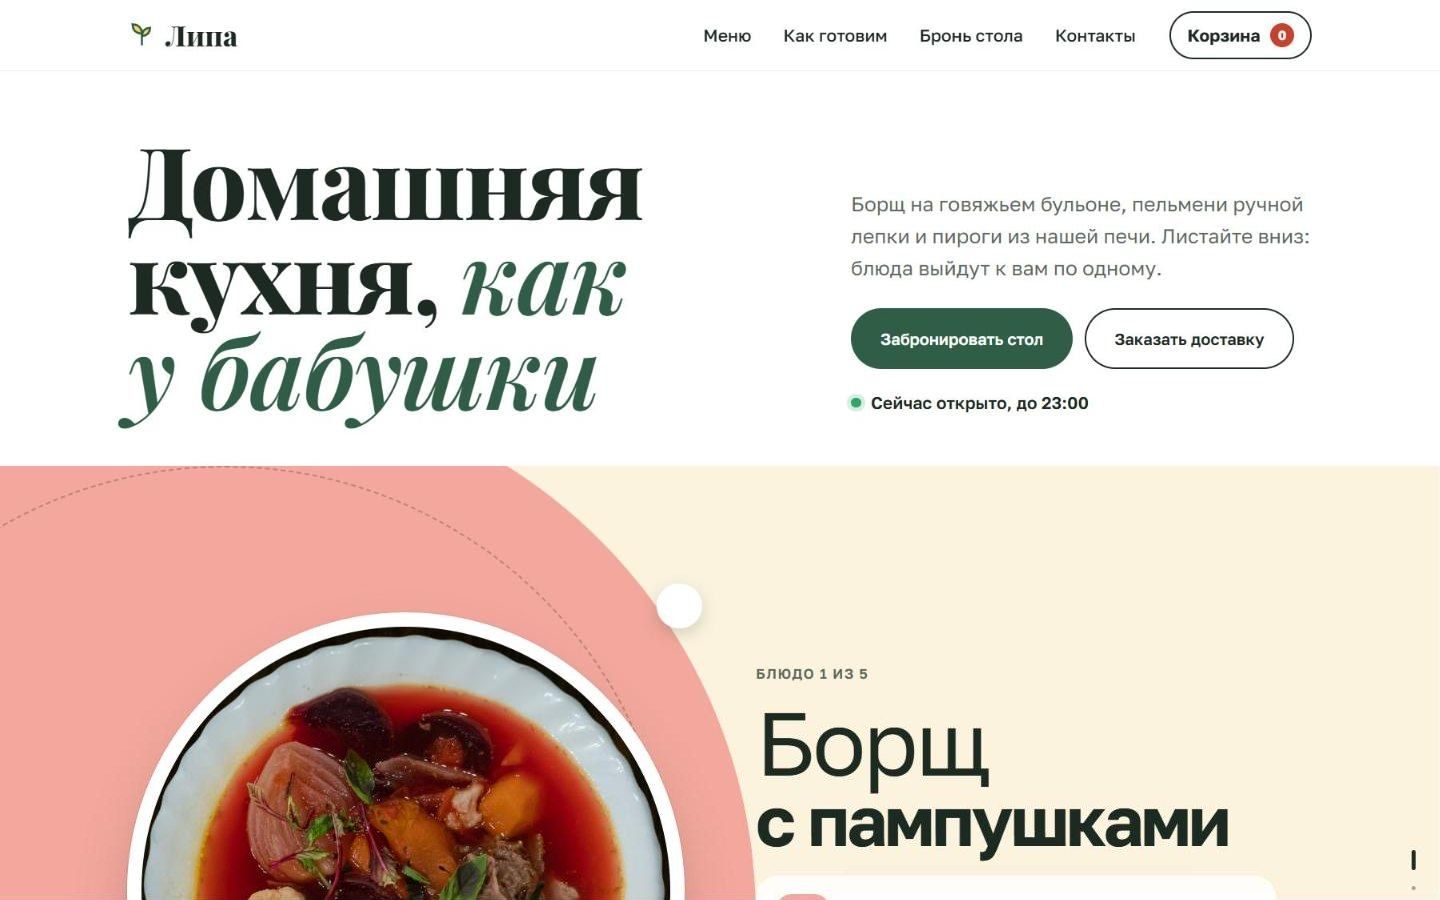 Липа
Меню
Как готовим
Бронь стола
Контакты
Корзина 0
Домашняя
кухня, как
у бабушки
Борщ на говяжьем бульоне, пельмени ручной
лепки и пироги из нашей печи. Листайте вниз:
блюда выйдут к вам по одному.
Забронировать стол
Заказать доставку
Сейчас открыто, до 23:00
БЛЮДО 1 ИЗ 5
Борщ
с пампушками